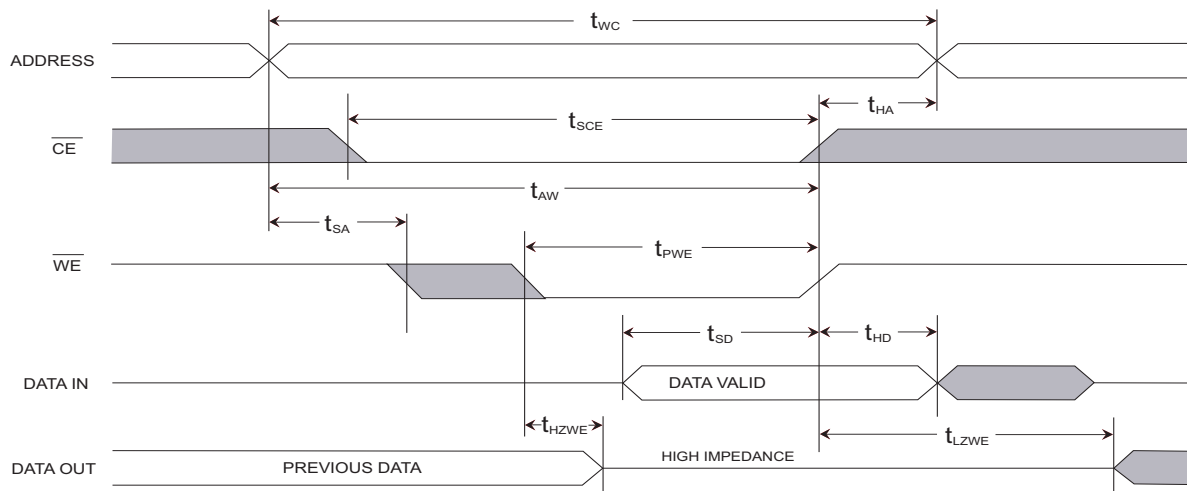 tWC
ADDRESS
tHA
tSCE
CE
tAW
tSA
tPWE
WE
tSD
tHD
DATA IN
DATA VALID
tHZWE
tLZWE
DATA OUT
PREVIOUS DATA
HIGH IMPEDANCE